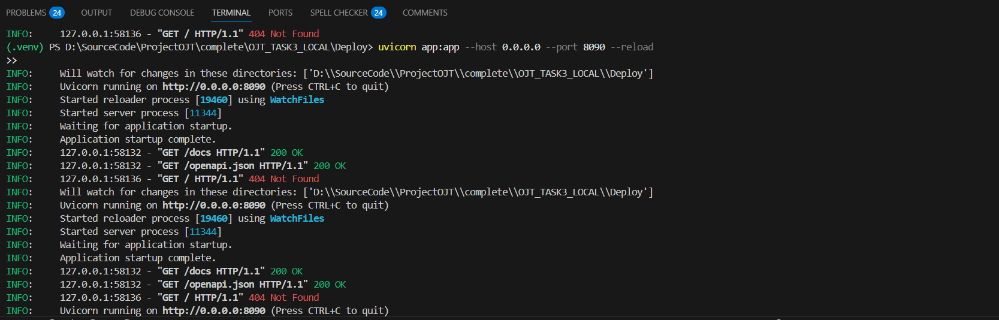 PROBLEMS 24 OUTPUT DEBUG CONSOLE TERMINAL PORTS SPELL CHECKER 24 COMMENTS
INFO: 127.0.0.1:58136 - "GET / HTTP/1.1" 404 Not Found
(.venv) PS D:\SourceCode\ProjectOJT\complete\OJT_TASK3_LOCAL\Deploy> uvicorn app:app --host 0.0.0.0 --port 8090 --reload
>>
INFO: Will watch for changes in these directories: ['D:\\SourceCode\\ProjectOJT\\complete\\OJT_TASK3_LOCAL\\Deploy']
INFO: Uvicorn running on http://0.0.0.0:8090 (Press CTRL+C to quit)
INFO: Started reloader process [19460] using WatchFiles
INFO: Started server process [11344]
INFO: Waiting for application startup.
INFO: Application startup complete.
INFO: 127.0.0.1:58132 - "GET /docs HTTP/1.1" 200 OK
INFO: 127.0.0.1:58132 - "GET /openapi.json HTTP/1.1" 200 OK
INFO: 127.0.0.1:58136 - "GET / HTTP/1.1" 404 Not Found
INFO: Will watch for changes in these directories: ['D:\\SourceCode\\ProjectOJT\\complete\\OJT_TASK3_LOCAL\\Deploy']
INFO: Uvicorn running on http://0.0.0.0:8090 (Press CTRL+C to quit)
INFO: Started reloader process [19460] using WatchFiles
INFO: Started server process [11344]
INFO: Waiting for application startup.
INFO: Application startup complete.
INFO: 127.0.0.1:58132 - "GET /docs HTTP/1.1" 200 OK
INFO: 127.0.0.1:58132 - "GET /openapi.json HTTP/1.1" 200 OK
INFO: 127.0.0.1:58136 - "GET / HTTP/1.1" 404 Not Found
INFO: Uvicorn running on http://0.0.0.0:8090 (Press CTRL+C to quit)